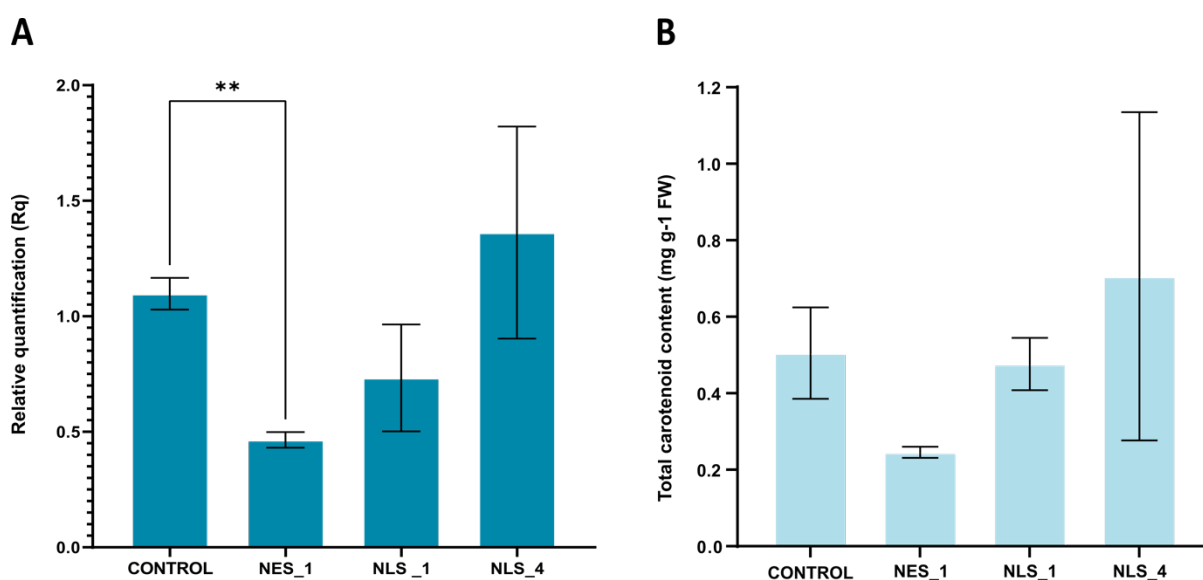 A
Relative quantification (Rq)
2.0
1.5
1.0
0.5
0.0
**
CONTROL
NES_1
NLS_1
NLS_4
B
Total carotenoid content (mg g-1 FW)
1.2
1.0
0.8
0.6
0.4
0.2
0.0
CONTROL
NES_1
NLS_1
NLS_4